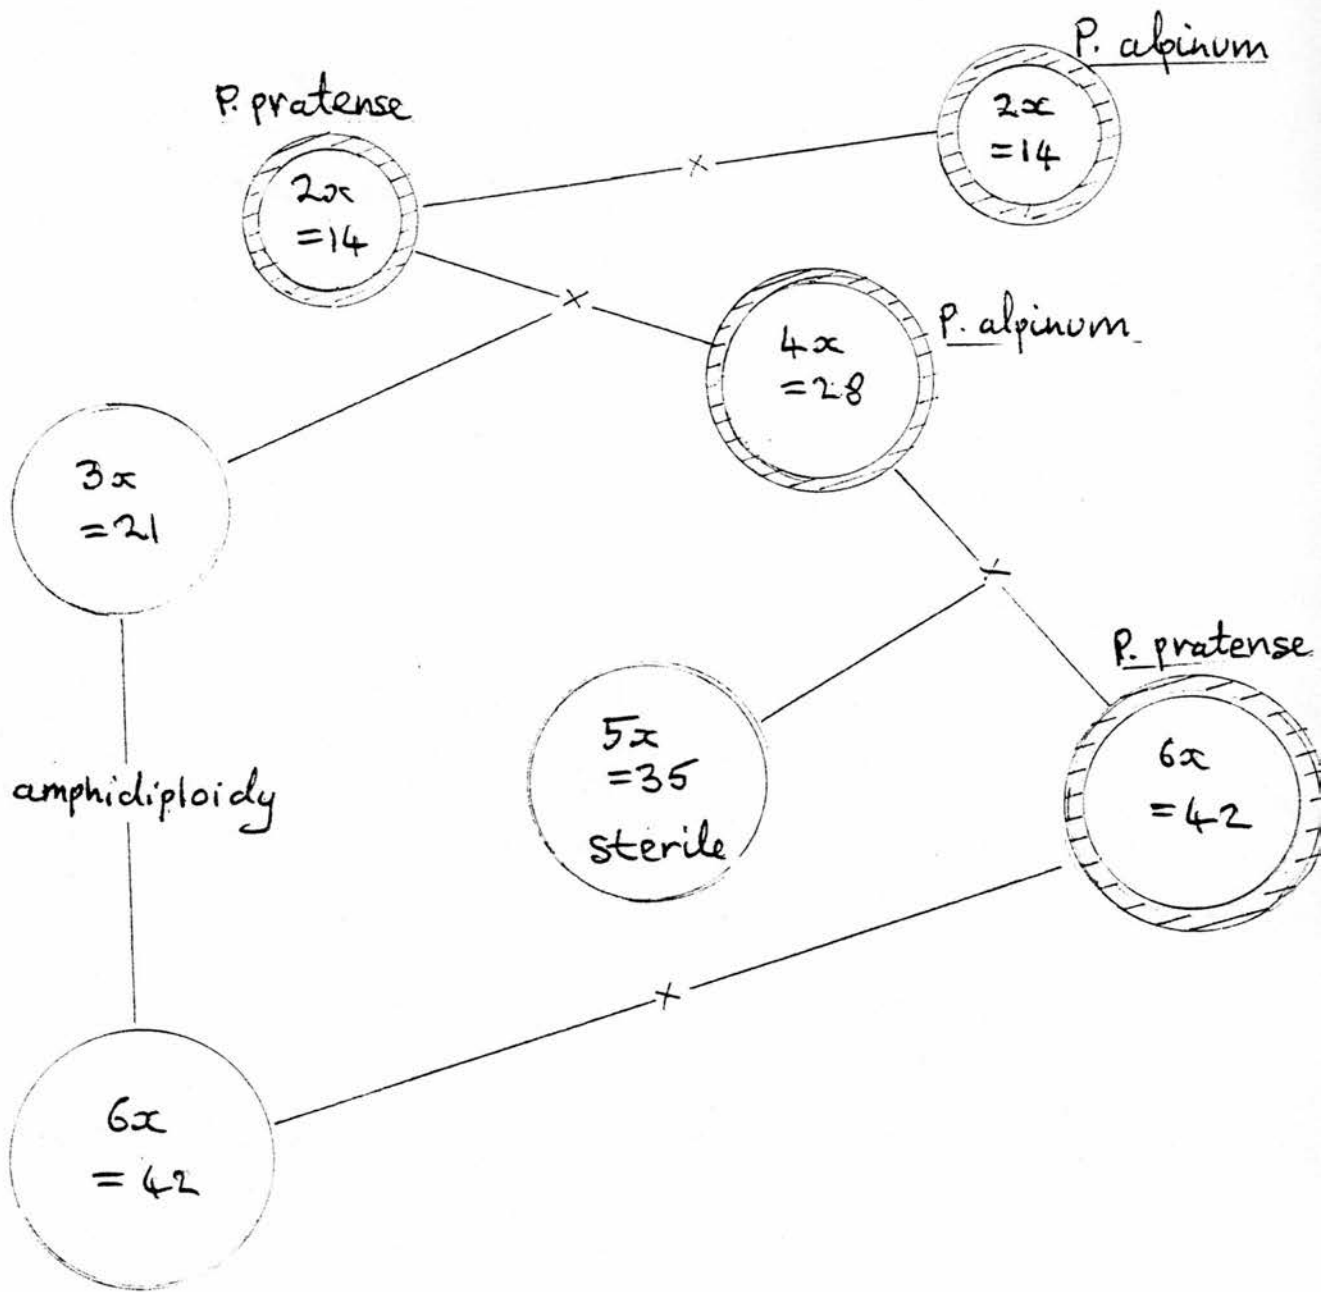 P. alpinum
2x
=14
P. pratense
2x
=14
x
x
4x
=28
P. alpinum
3x
=21
x
P. pratense
5x
=35
sterile
6x
=42
amphidiploidy
x
6x
=42